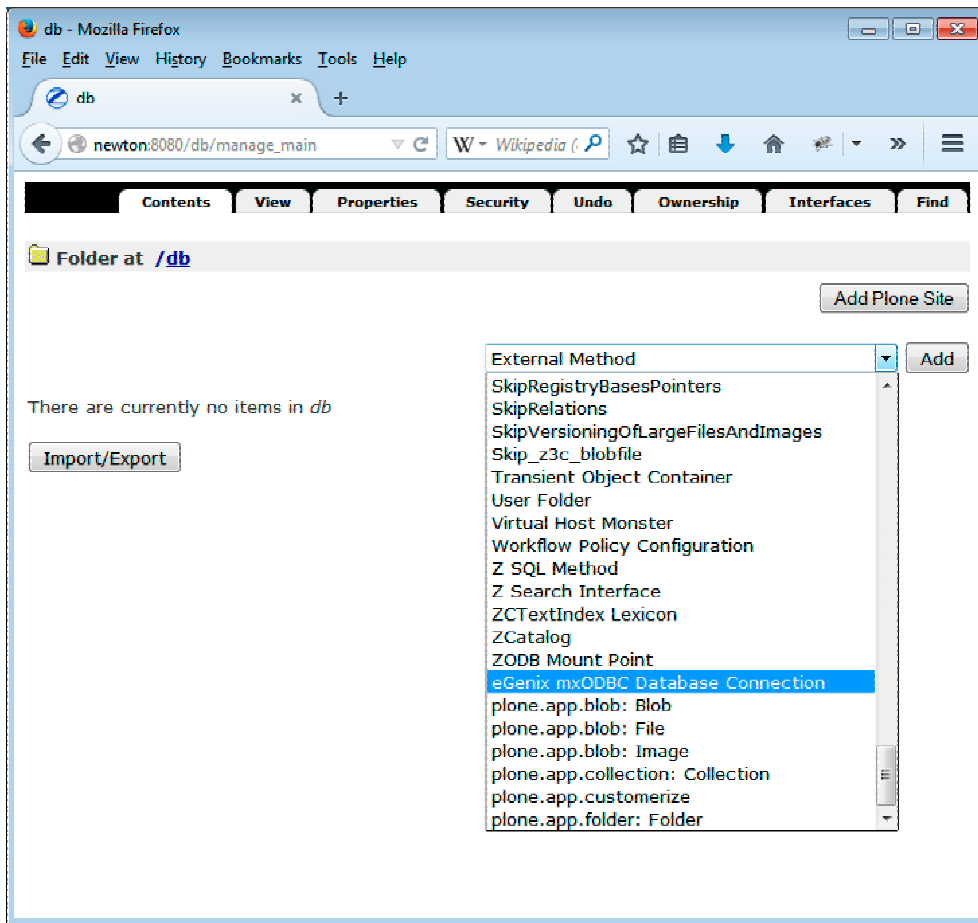 db - Mozilla Firefox
File Edit View History Bookmarks Tools Help
db
newton:8080/db/manage_main W Wikipedia (
Contents View Properties Security Undo Ownership Interfaces Find
Folder at /db
Add Plone Site
External Method Add
SkipRegistryBasesPointers
SkipRelations
There are currently no items in db
SkipVersioningOfLargeFilesAndImages
Skip_z3c_blobfile
Import/Export
Transient Object Container
User Folder
Virtual Host Monster
Workflow Policy Configuration
Z SQL Method
Z Search Interface
ZCTextIndex Lexicon
ZCatalog
ZODB Mount Point
eGenix mxODBC Database Connection
plone.app.blob: Blob
plone.app.blob: File
plone.app.blob: Image
plone.app.collection: Collection
plone.app.customerize
plone.app.folder: Folder